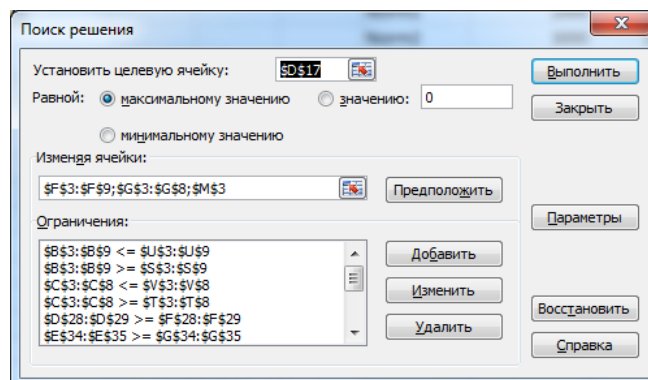 Поиск решения
Установить целевую ячейку: $D$17
Выполнить
Равной: максимальному значению значению: 0
Закрыть
минимальному значению
Изменяя ячейки:
$F$3:$F$9;$G$3:$G$8;$M$3
Предположить
Ограничения:
Параметры
$B$3:$B$9 <= $U$3:$U$9
$B$3:$B$9 >= $S$3:$S$9
$C$3:$C$8 <= $V$3:$V$8
$C$3:$C$8 >= $T$3:$T$8
$D$28:$D$29 >= $F$28:$F$29
$E$34:$E$35 >= $G$34:$G$35
Добавить
Изменить
Удалить
Восстановить
Справка